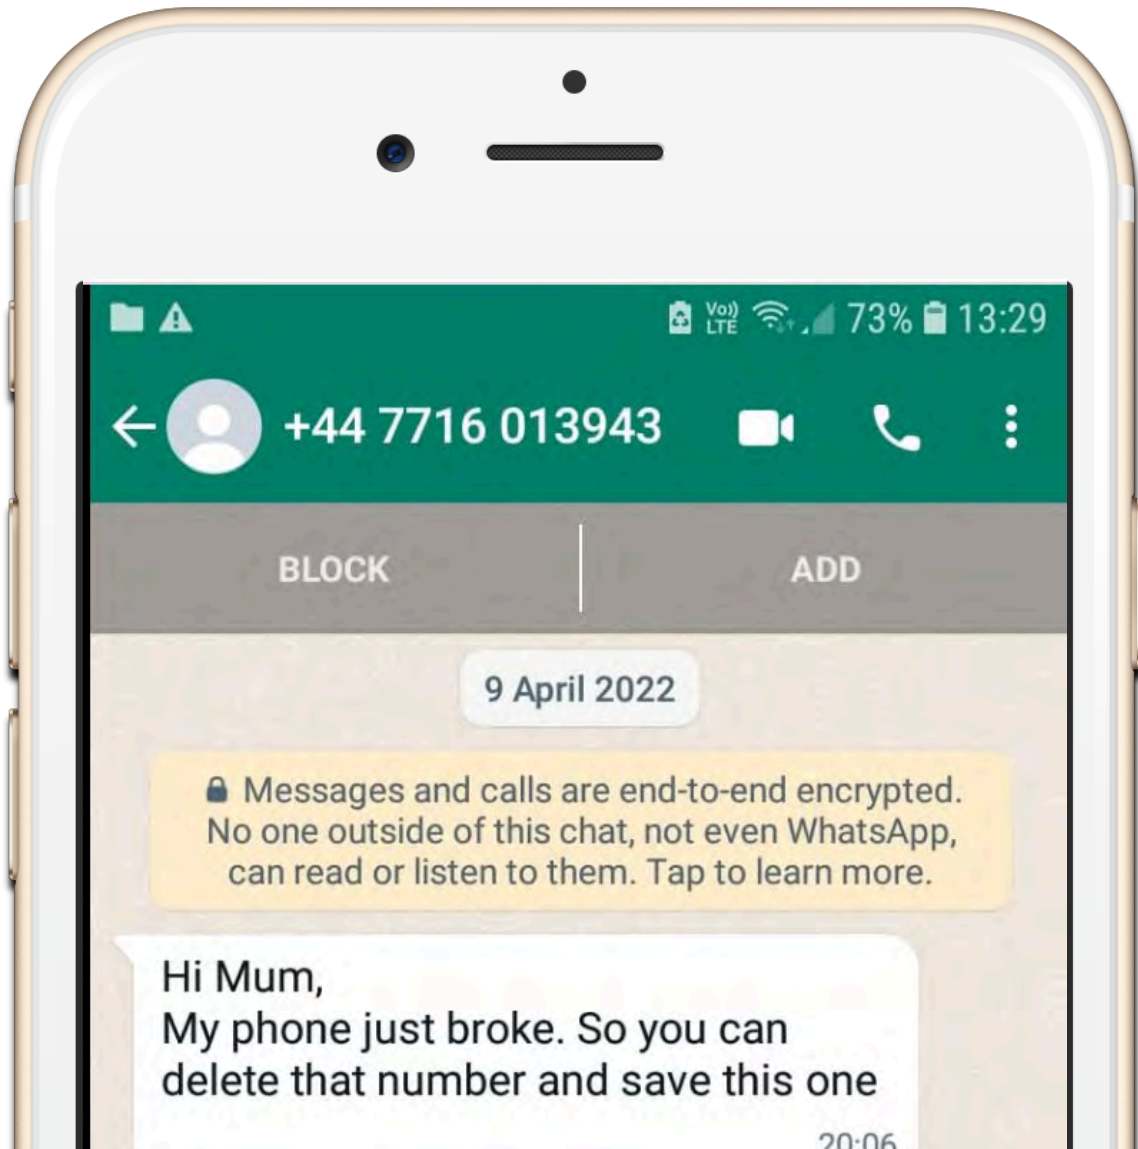 Vo)) LTE 73% 13:29
+44 7716 013943
BLOCK ADD
9 April 2022
Messages and calls are end-to-end encrypted.
No one outside of this chat, not even WhatsApp,
can read or listen to them. Tap to learn more.
Hi Mum,
My phone just broke. So you can
delete that number and save this one
20:06